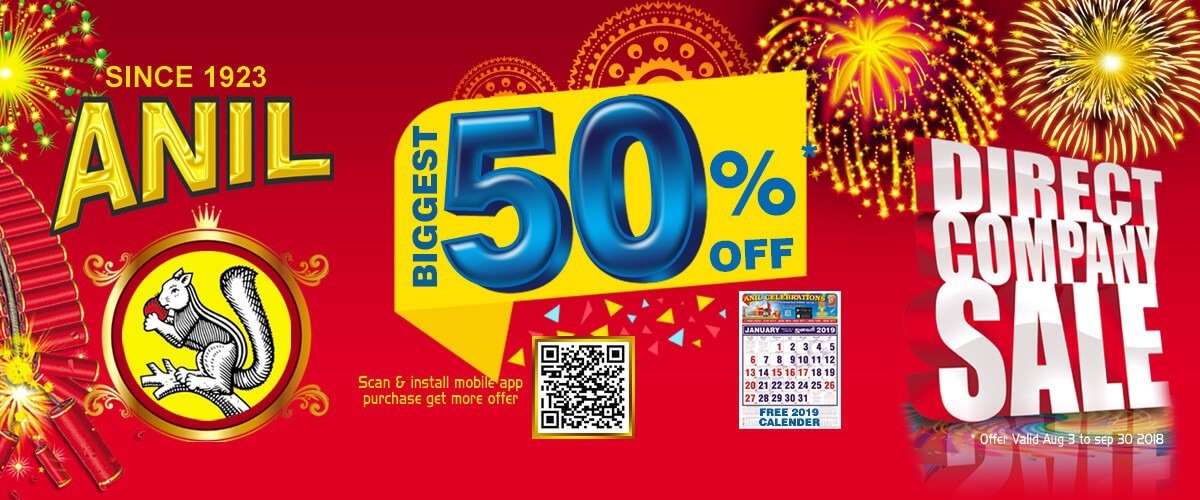 SINCE 1923
ANIL
BIGGEST
50%*
OFF
Scan & install mobile app
purchase get more offer
ANIL CELEBRATIONS
JANUARY
2019
1 2 3 4 5
6 7 8 9 10 11 12
13 14 15 16 17 18 19
20 21 22 23 24 25 26
27 28 29 30 31
FREE 2019
CALENDER
DIRECT
COMPANY
SALE
* Offer Valid Aug 3 to sep 30 2018